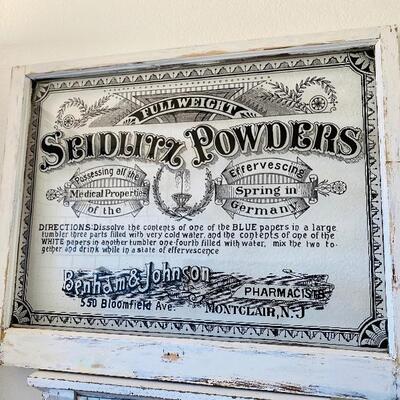 FULL WEIGHT
SEIDLITZ POWDERS
Possessing all the
Medical Properties
of the
Effervescing
Spring in
Germany
DIRECTIONS:Dissolve the contents of one of the BLUE papers in a large
tumbler three parts filled with very cold water, and the contents of one of the
WHITE papers in another tumbler one-fourth filled with water, mix the two to-
gether and drink while in a state of effervescence
Benham & Johnson
PHARMACISTS
550 Bloomfield Ave.
MONTCLAIR, N.J